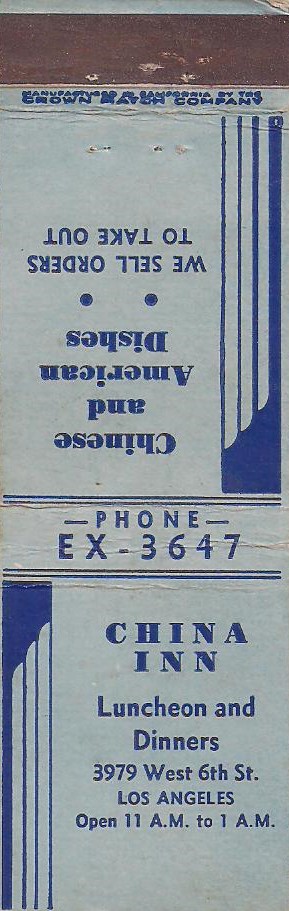 MANUFACTURED IN CALIFORNIA BY THE
CROWN MATCH COMPANY
Chinese
and
American
Dishes
WE SELL ORDERS
TO TAKE OUT
—PHONE—
EX-3647
CHINA
INN
Luncheon and
Dinners
3979 West 6th St.
LOS ANGELES
Open 11 A.M. to 1 A.M.